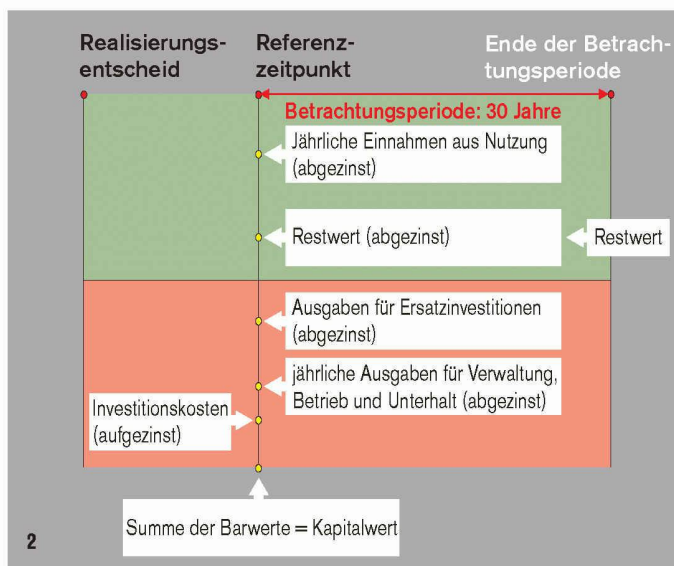 Realisierungs-
entscheid
Referenz-
zeitpunkt
Ende der Betrach-
tungsperiode
Betrachtungsperiode: 30 Jahre
Jährliche Einnahmen aus Nutzung
(abgezinst)
Restwert (abgezinst)
Restwert
Ausgaben für Ersatzinvestitionen
(abgezinst)
jährliche Ausgaben für Verwaltung,
Betrieb und Unterhalt (abgezinst)
Investitionskosten
(aufgezinst)
Summe der Barwerte = Kapitalwert
2